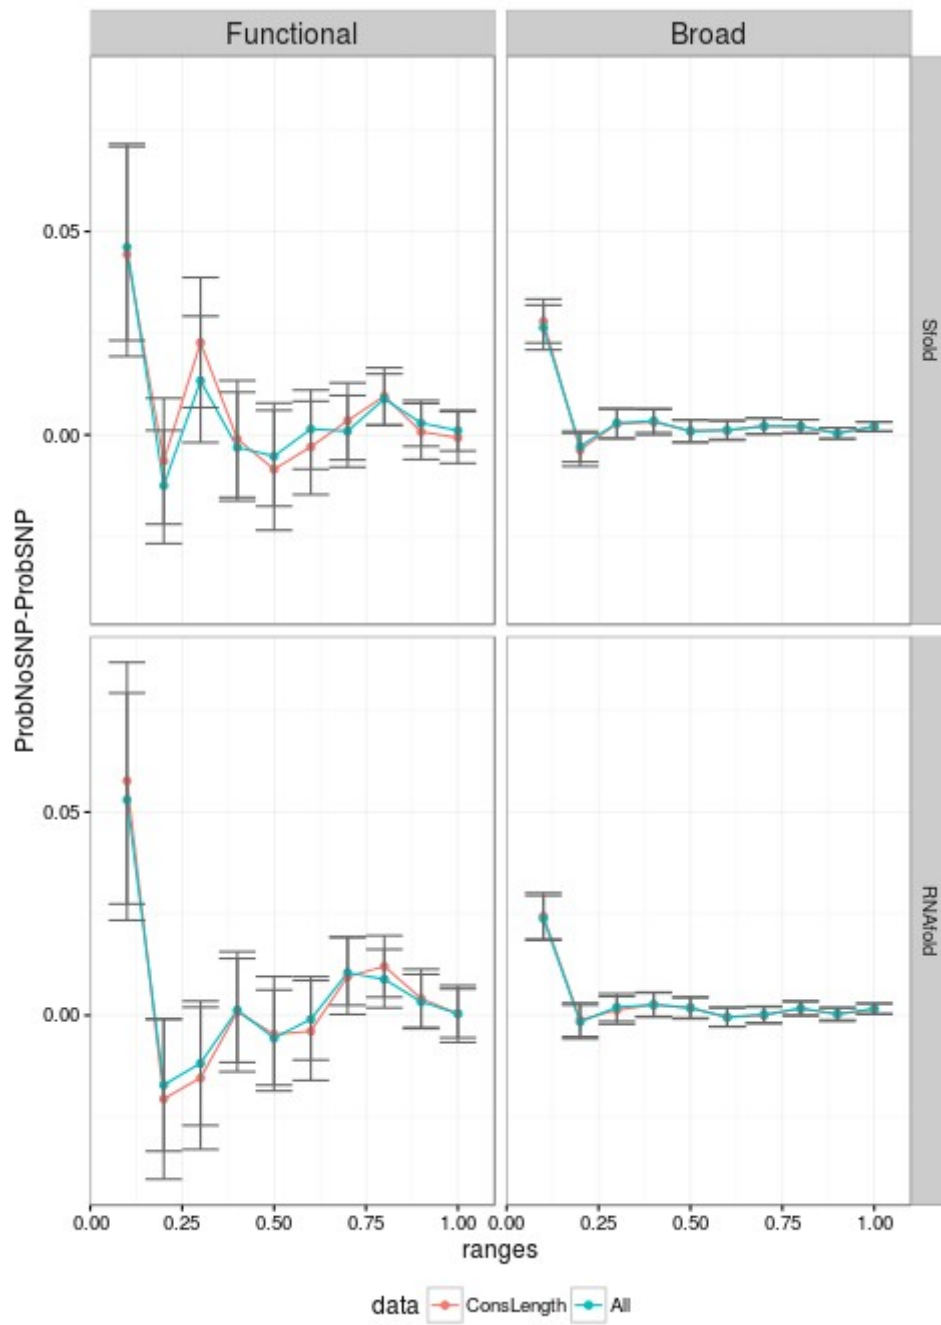 Functional Broad
0.05
0.00
Sfold
ProbNoSNP-ProbSNP
0.05
0.00
RNAfold
0.00 0.25 0.50 0.75 1.00 0.00 0.25 0.50 0.75 1.00
ranges
data ConsLength All